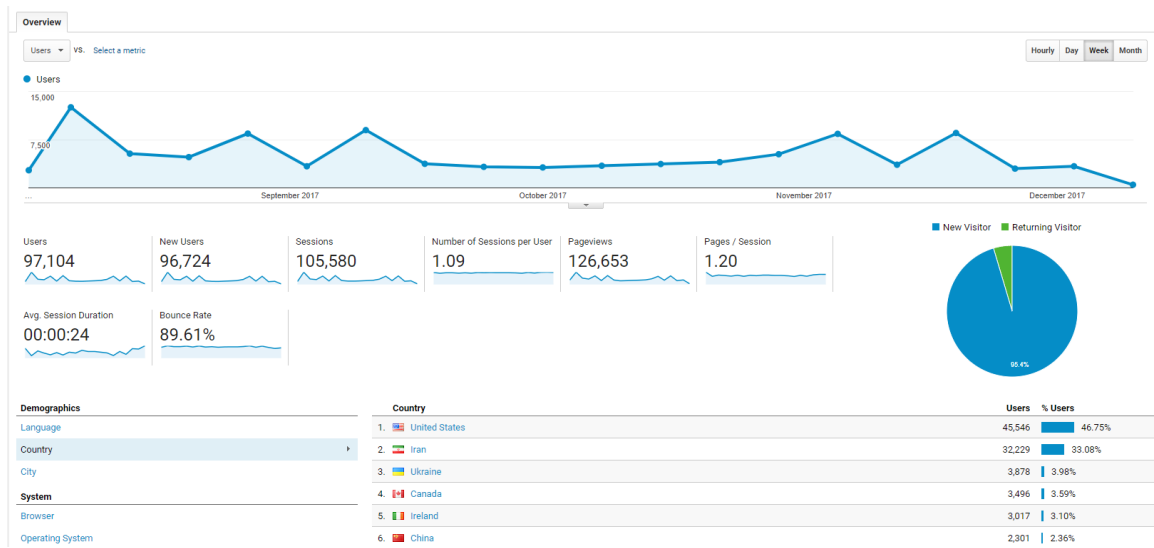 Overview
Users VS. Select a metric
Hourly Day Week Month
Users
15,000
7,500
... September 2017 October 2017 November 2017 December 2017
New Visitor Returning Visitor
Users New Users Sessions Number of Sessions per User Pageviews Pages / Session
97,104 96,724 105,580 1.09 126,653 1.20
Avg. Session Duration Bounce Rate
00:00:24 89.61%
95.4%
Demographics
Language
Country
City
System
Browser
Operating System
Country Users % Users
1. United States 45,546 46.75%
2. Iran 32,229 33.08%
3. Ukraine 3,878 3.98%
4. Canada 3,496 3.59%
5. Ireland 3,017 3.10%
6. China 2,301 2.36%